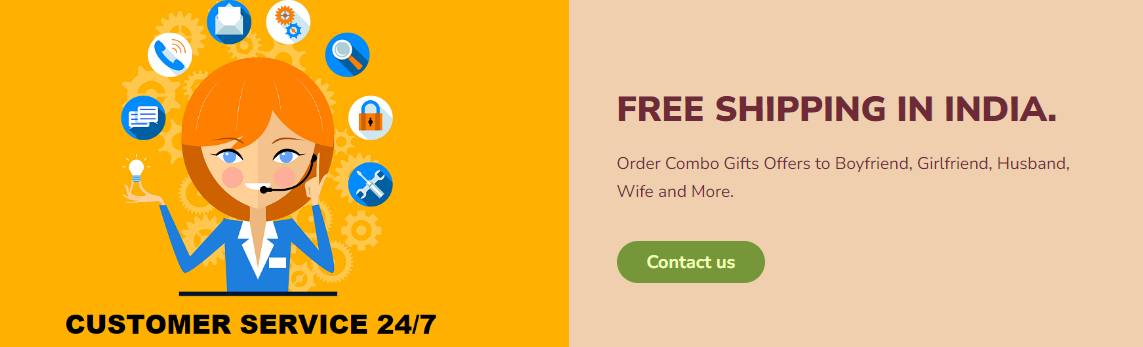 CUSTOMER SERVICE 24/7
FREE SHIPPING IN INDIA.
Order Combo Gifts Offers to Boyfriend, Girlfriend, Husband,
Wife and More.
Contact us